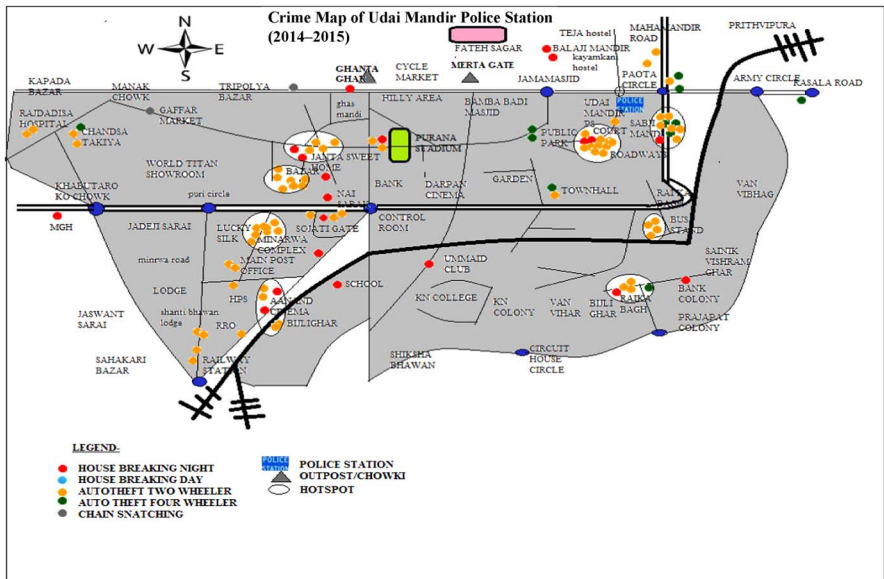 Crime Map of Udai Mandir Police Station
(2014–2015)
N
W
E
S
TEJA hostel
MAHAMANDIR
ROAD
PRITHVIPURA
FATEH SAGAR
BALAJI MANDIR
kayamkan
hostel
GHANTA
GHAR
CYCLE
MARKET
MERTA GATE
PAOTA
CIRCLE
KAPADA
BAZAR
MANAK
CHOWK
TRIPOLYA
BAZAR
JAMAMASJID
ARMY CIRCLE
RASALA ROAD
HILLY AREA
ghas
mandi
BAMBA BADI
MASJID
UDAI
MANDIR
PS
POLICE
STATION
GAFFAR
MARKET
RAJDADISA
HOSPITAL
CHANDSA
TAKIYA
PURANA
STADIUM
PUBLIC
PARK
COURT
SABJI
MANDI
ROADWAYS
JANTA SWEET
HOME
WORLD TITAN
SHOWROOM
BAZAR
BANK
DARPAN
CINEMA
GARDEN
TOWNHALL
RAI KA
BAGH
VAN
VIBHAG
KHABUTARO
KO CHOWK
puri circle
NAI
SARAK
MGH
JADEJI SARAI
LUCKY
SILK
SOJATI GATE
CONTROL
ROOM
BUS
STAND
MINARWA
COMPLEX
minrva road
MAIN POST
OFFICE
UMMAID
CLUB
SAINIK
VISHRAM
GHAR
LODGE
HPS
AANAND
CINEMA
SCHOOL
KN COLLEGE
KN
COLONY
VAN
VIHAR
BIJLI
GHAR
RAIKA
BAGH
BANK
COLONY
JASWANT
SARAI
shanti bhawan
lodge
RRO
BIJLIGHAR
PRAJAPAT
COLONY
SAHAKARI
BAZAR
RAILWAY
STATION
SHIKSHA
BHAWAN
CIRCUIT
HOUSE
CIRCLE
LEGEND-
HOUSE BREAKING NIGHT
HOUSE BREAKING DAY
AUTOTHEFT TWO WHEELER
AUTO THEFT FOUR WHEELER
CHAIN SNATCHING
POLICE
STATION
POLICE STATION
OUTPOST/CHOWKI
HOTSPOT